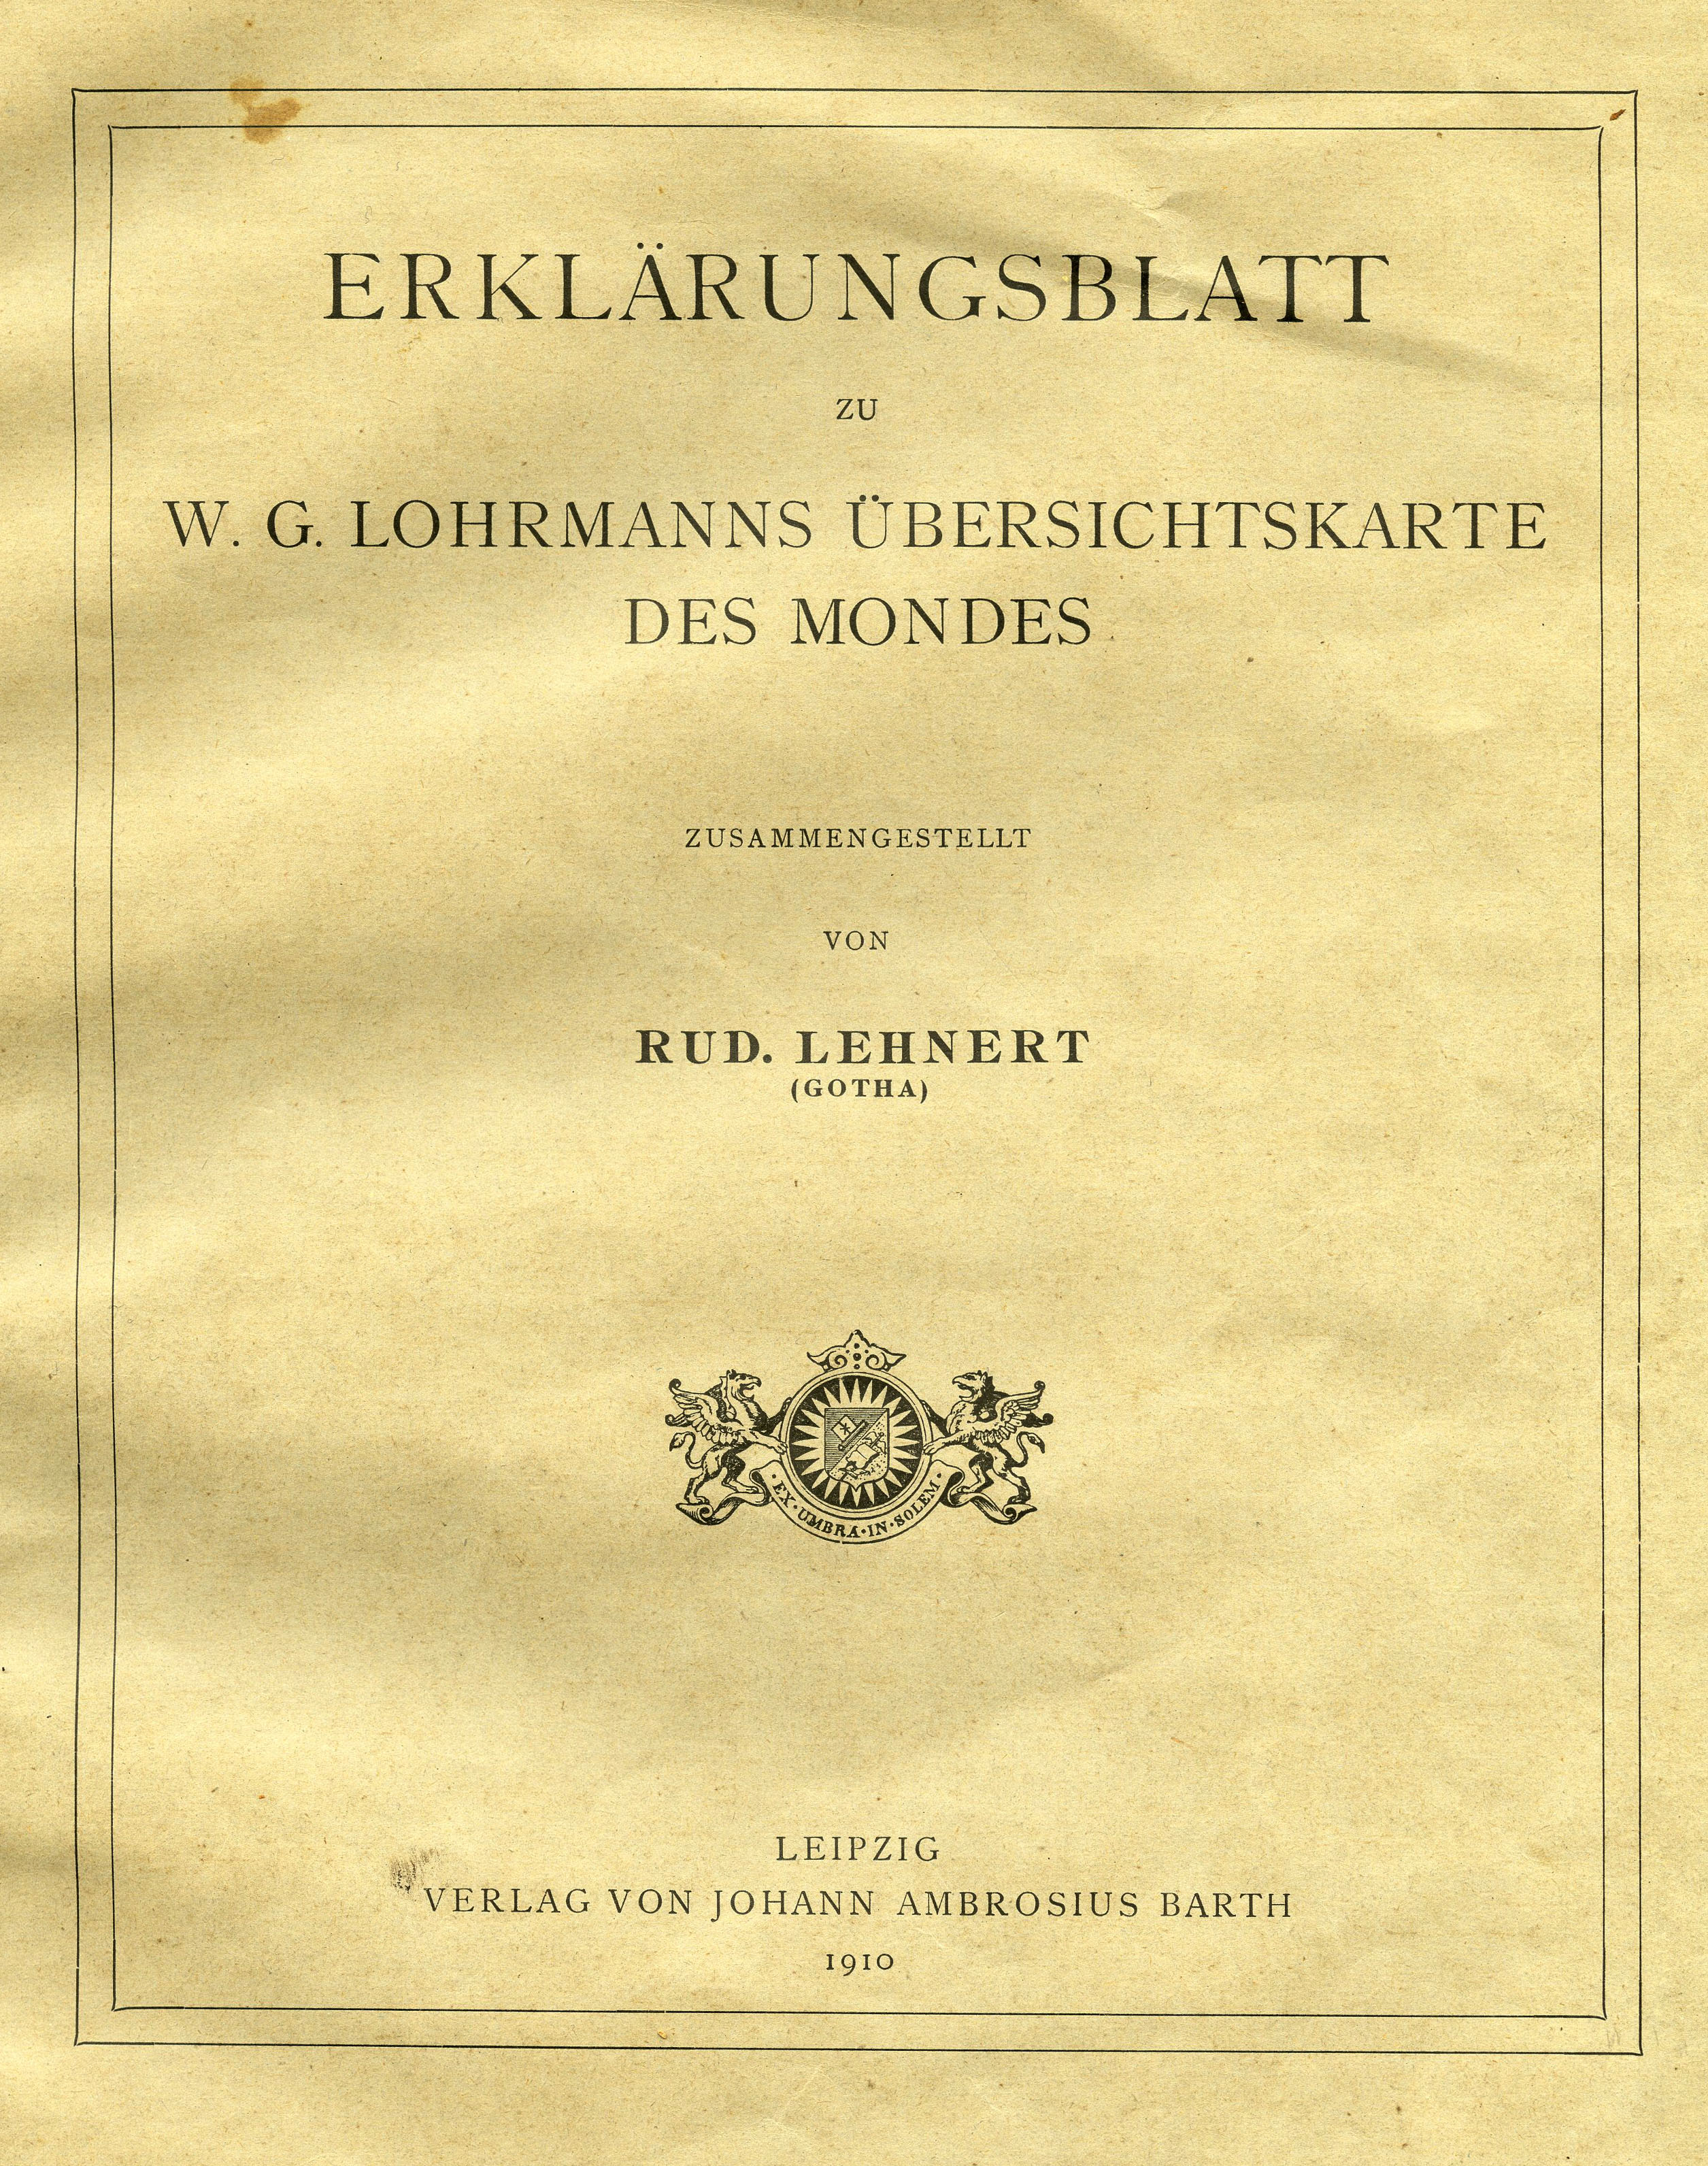 ERKLÄRUNGSBLATT
ZU
W. G. LOHRMANNS ÜBERSICHTSKARTE
DES MONDES
ZUSAMMENGESTELLT
VON
RUD. LEHNERT
(GOTHA)
·EX·UMBRA·IN·SOLEM·
LEIPZIG
VERLAG VON JOHANN AMBROSIUS BARTH
1910